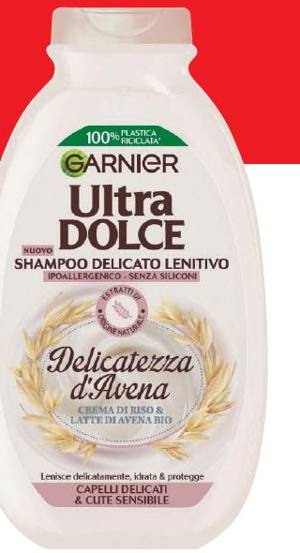 100% PLASTICA
RICICLATA*
GARNIER
Ultra
NUOVO DOLCE
SHAMPOO DELICATO LENITIVO
IPOALLERGENICO - SENZA SILICONI
ESTRATTI DI
ORIGINE NATURALE
Delicatezza
d'Avena
CREMA DI RISO &
LATTE DI AVENA BIO
Lenisce delicatamente, idrata & protegge
CAPELLI DELICATI
& CUTE SENSIBILE